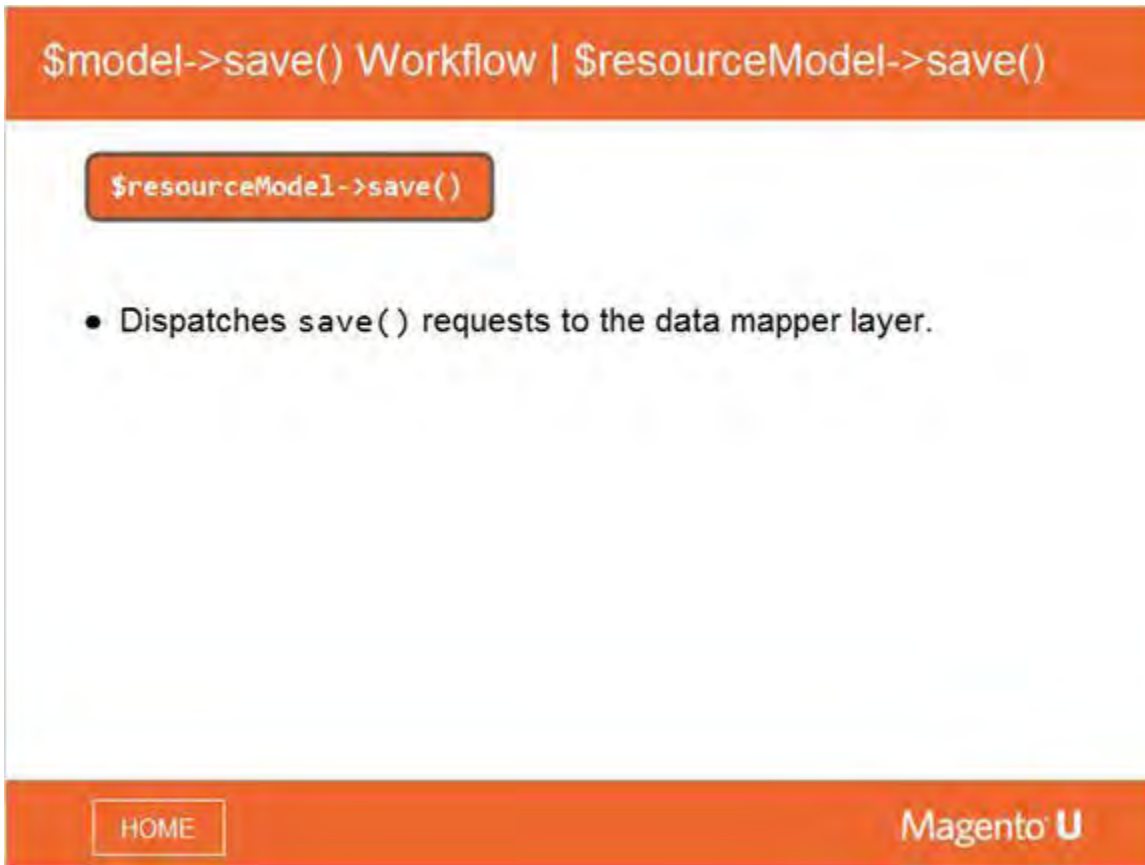 $model->save() Workflow | $resourceModel->save()
$resourceModel->save()
● Dispatches save() requests to the data mapper layer.
HOME
Magento U